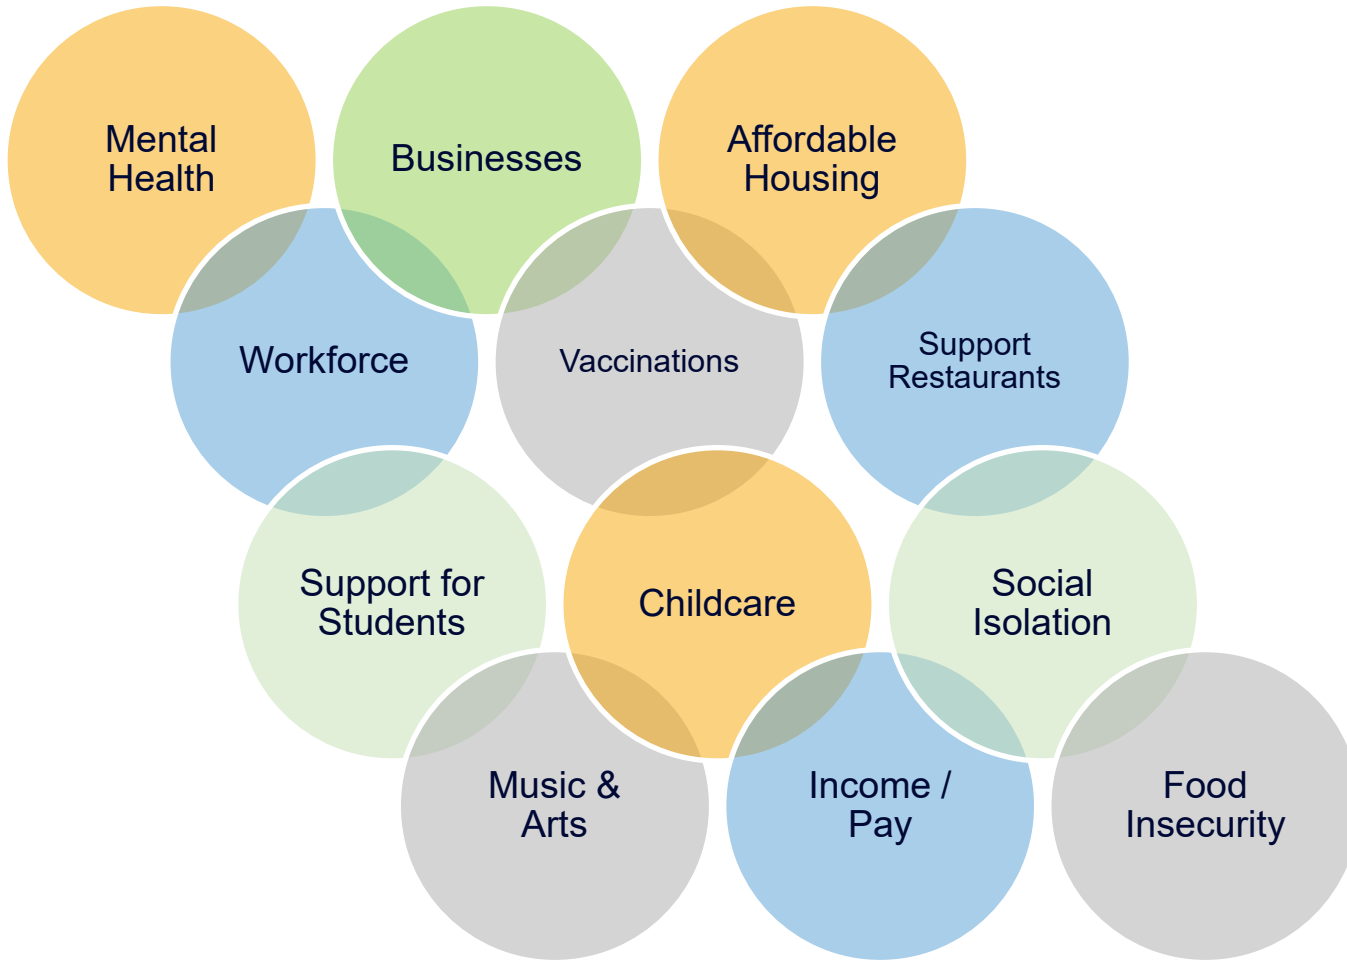 Mental
Health
Businesses
Affordable
Housing
Workforce
Vaccinations
Support
Restaurants
Support for
Students
Childcare
Social
Isolation
Music &
Arts
Income /
Pay
Food
Insecurity